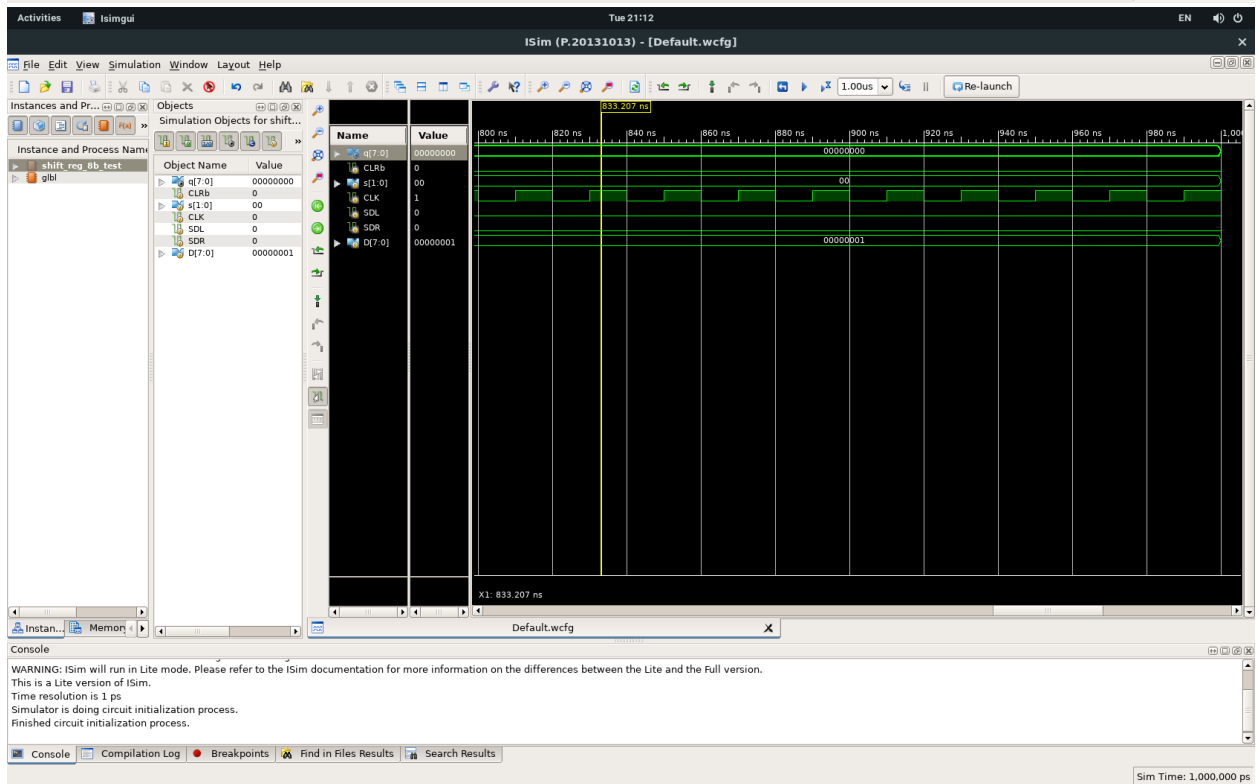 Activities Isimgui Tue 21:12 EN
ISim (P.20131013) - [Default.wcfg]
File Edit View Simulation Window Layout Help
1.00us Re-launch
Instances and Pr...
Instance and Process Name
shift_reg_8b_test
glbl
Instan... Memory
Objects
Simulation Objects for shift...
Object Name Value
q[7:0] 00000000
CLRb 0
s[1:0] 00
CLK 0
SDL 0
SDR 0
D[7:0] 00000001
Name Value
q[7:0] 00000000
CLRb 0
s[1:0] 00
CLK 1
SDL 0
SDR 0
D[7:0] 00000001
833.207 ns
800 ns 820 ns 840 ns 860 ns 880 ns 900 ns 920 ns 940 ns 960 ns 980 ns 1,00
00000000
00
00000001
X1: 833.207 ns
Default.wcfg
Console
WARNING: ISim will run in Lite mode. Please refer to the ISim documentation for more information on the differences between the Lite and the Full version.
This is a Lite version of ISim.
Time resolution is 1 ps
Simulator is doing circuit initialization process.
Finished circuit initialization process.
Console Compilation Log Breakpoints Find in Files Results Search Results
Sim Time: 1,000,000 ps